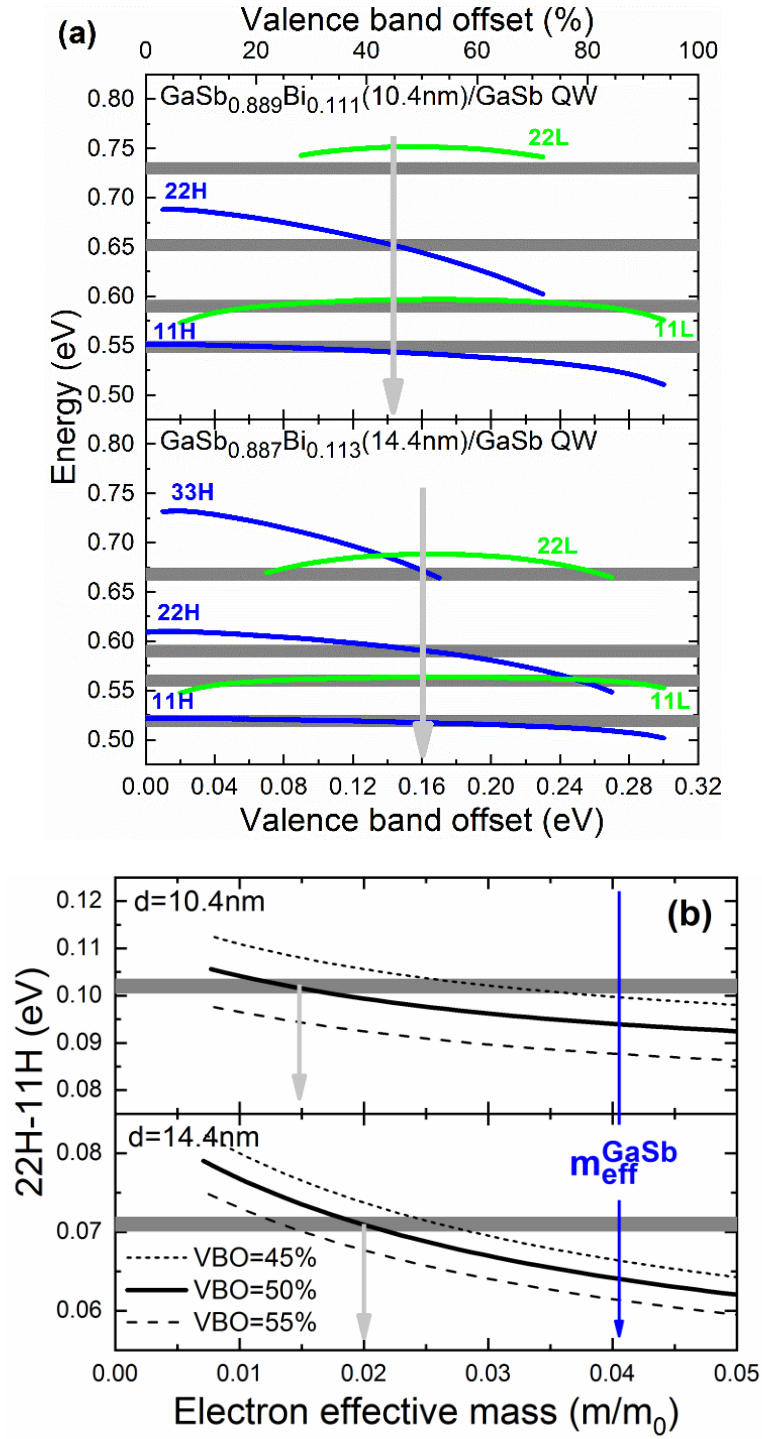 Valence band offset (%)
(a)
0 20 40 60 80 100
GaSb0.889Bi0.111(10.4nm)/GaSb QW
0.80
22L
0.75
0.70
22H
0.65
0.60
11H
11L
0.55
0.50
Energy (eV)
GaSb0.887Bi0.113(14.4nm)/GaSb QW
0.80
33H
0.75
22L
0.70
0.65
22H
0.60
0.55
11H
11L
0.50
0.00 0.04 0.08 0.12 0.16 0.20 0.24 0.28 0.32
Valence band offset (eV)
d=10.4nm
(b)
0.12
0.11
0.10
0.09
0.08
22H-11H (eV)
d=14.4nm
meffGaSb
0.08
0.07
0.06
VBO=45%
VBO=50%
VBO=55%
0.00 0.01 0.02 0.03 0.04 0.05
Electron effective mass (m/m0)